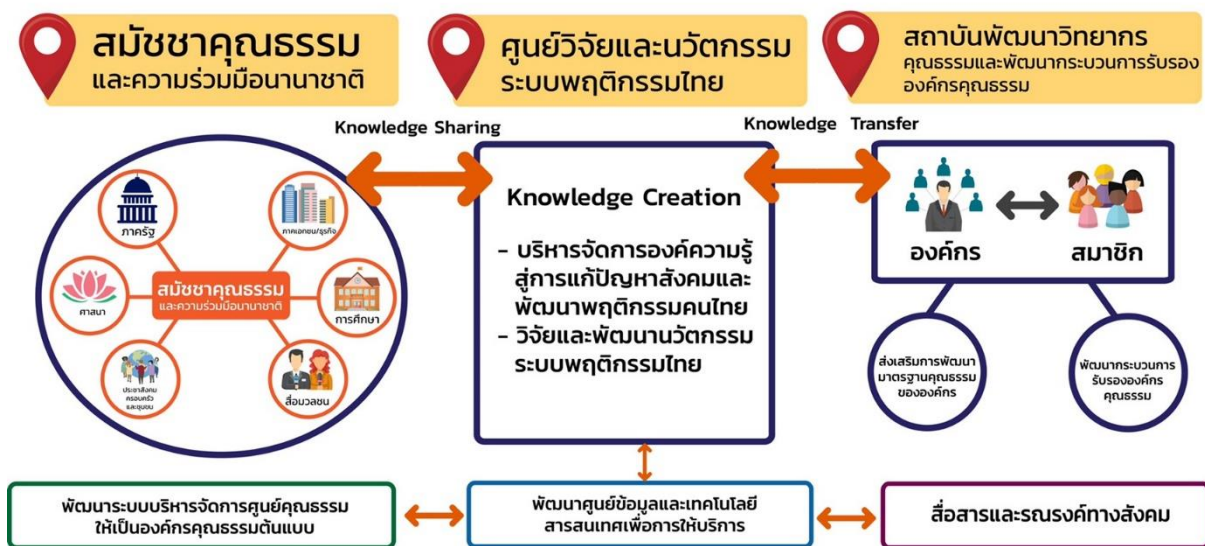 สมัชชาคุณธรรม
และความร่วมมือนานาชาติ
ศูนย์วิจัยและนวัตกรรม
ระบบพฤติกรรมไทย
สถาบันพัฒนาวิทยากร
คุณธรรมและพัฒนากระบวนการรับรอง
องค์กรคุณธรรม
Knowledge Sharing
Knowledge Transfer
ภาครัฐ
ภาคเอกชน/ธุรกิจ
ศาสนา
สมัชชาคุณธรรม
และความร่วมมือนานาชาติ
การศึกษา
ประชาสังคม
ครอบครัว
และชุมชน
สื่อมวลชน
Knowledge Creation
- บริหารจัดการองค์ความรู้
สู่การแก้ปัญหาสังคมและ
พัฒนาพฤติกรรมคนไทย
- วิจัยและพัฒนานวัตกรรม
ระบบพฤติกรรมไทย
องค์กร
สมาชิก
ส่งเสริมการพัฒนา
มาตรฐานคุณธรรม
ขององค์กร
พัฒนากระบวนการ
รับรององค์กร
คุณธรรม
พัฒนาระบบบริหารจัดการศูนย์คุณธรรม
ให้เป็นองค์กรคุณธรรมต้นแบบ
พัฒนาศูนย์ข้อมูลและเทคโนโลยี
สารสนเทศเพื่อการให้บริการ
สื่อสารและรณรงค์ทางสังคม